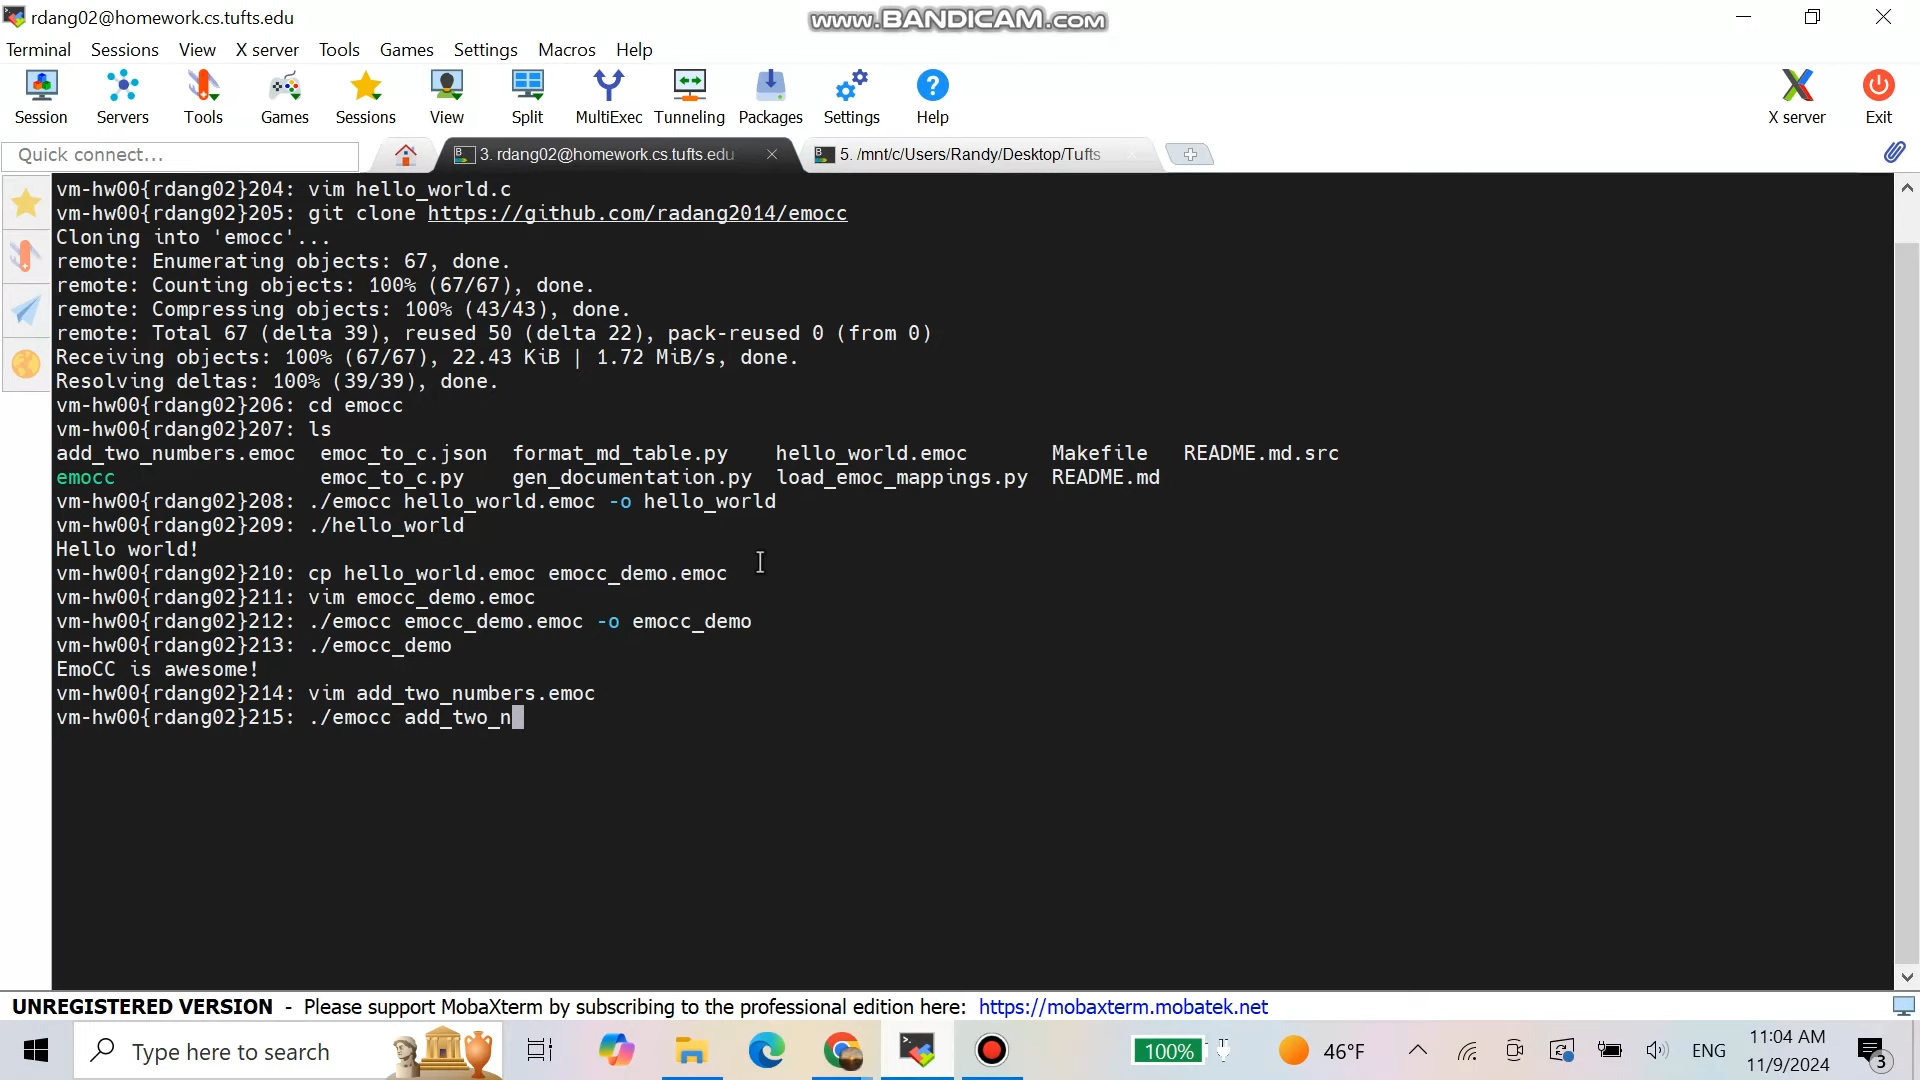 rdang02@homework.cs.tufts.edu
www.BANDICAM.com
Terminal Sessions View X server Tools Games Settings Macros Help
Session Servers Tools Games Sessions View Split MultiExec Tunneling Packages Settings Help X server Exit
Quick connect...
3. rdang02@homework.cs.tufts.edu
5. /mnt/c/Users/Randy/Desktop/Tufts
vm-hw00{rdang02}204: vim hello_world.c
vm-hw00{rdang02}205: git clone https://github.com/radang2014/emocc
Cloning into 'emocc'...
remote: Enumerating objects: 67, done.
remote: Counting objects: 100% (67/67), done.
remote: Compressing objects: 100% (43/43), done.
remote: Total 67 (delta 39), reused 50 (delta 22), pack-reused 0 (from 0)
Receiving objects: 100% (67/67), 22.43 KiB | 1.72 MiB/s, done.
Resolving deltas: 100% (39/39), done.
vm-hw00{rdang02}206: cd emocc
vm-hw00{rdang02}207: ls
add_two_numbers.emoc emoc_to_c.json format_md_table.py hello_world.emoc Makefile README.md.src
emocc emoc_to_c.py gen_documentation.py load_emoc_mappings.py README.md
vm-hw00{rdang02}208: ./emocc hello_world.emoc -o hello_world
vm-hw00{rdang02}209: ./hello_world
Hello world!
vm-hw00{rdang02}210: cp hello_world.emoc emocc_demo.emoc
vm-hw00{rdang02}211: vim emocc_demo.emoc
vm-hw00{rdang02}212: ./emocc emocc_demo.emoc -o emocc_demo
vm-hw00{rdang02}213: ./emocc_demo
EmoCC is awesome!
vm-hw00{rdang02}214: vim add_two_numbers.emoc
vm-hw00{rdang02}215: ./emocc add_two_n
UNREGISTERED VERSION - Please support MobaXterm by subscribing to the professional edition here: https://mobaxterm.mobatek.net
Type here to search
100%
46°F
ENG
11:04 AM
11/9/2024
3